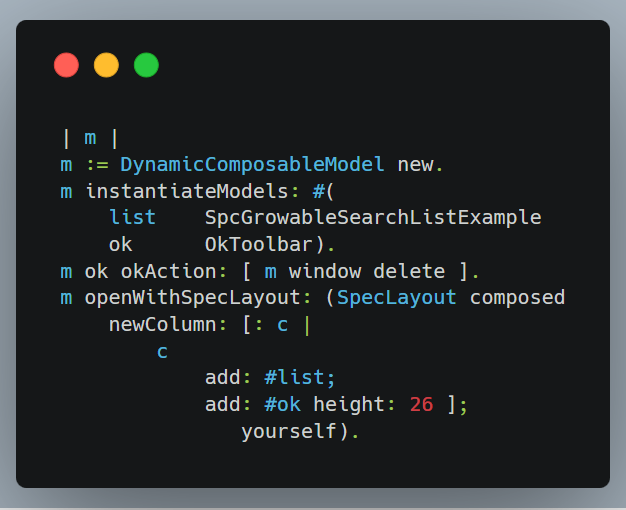 | m |
m := DynamicComposableModel new.
m instantiateModels: #(
    list    SpcGrowableSearchListExample
    ok      OkToolbar).
m ok okAction: [ m window delete ].
m openWithSpecLayout: (SpecLayout composed
    newColumn: [: c |
        c
            add: #list;
            add: #ok height: 26 ];
               yourself).